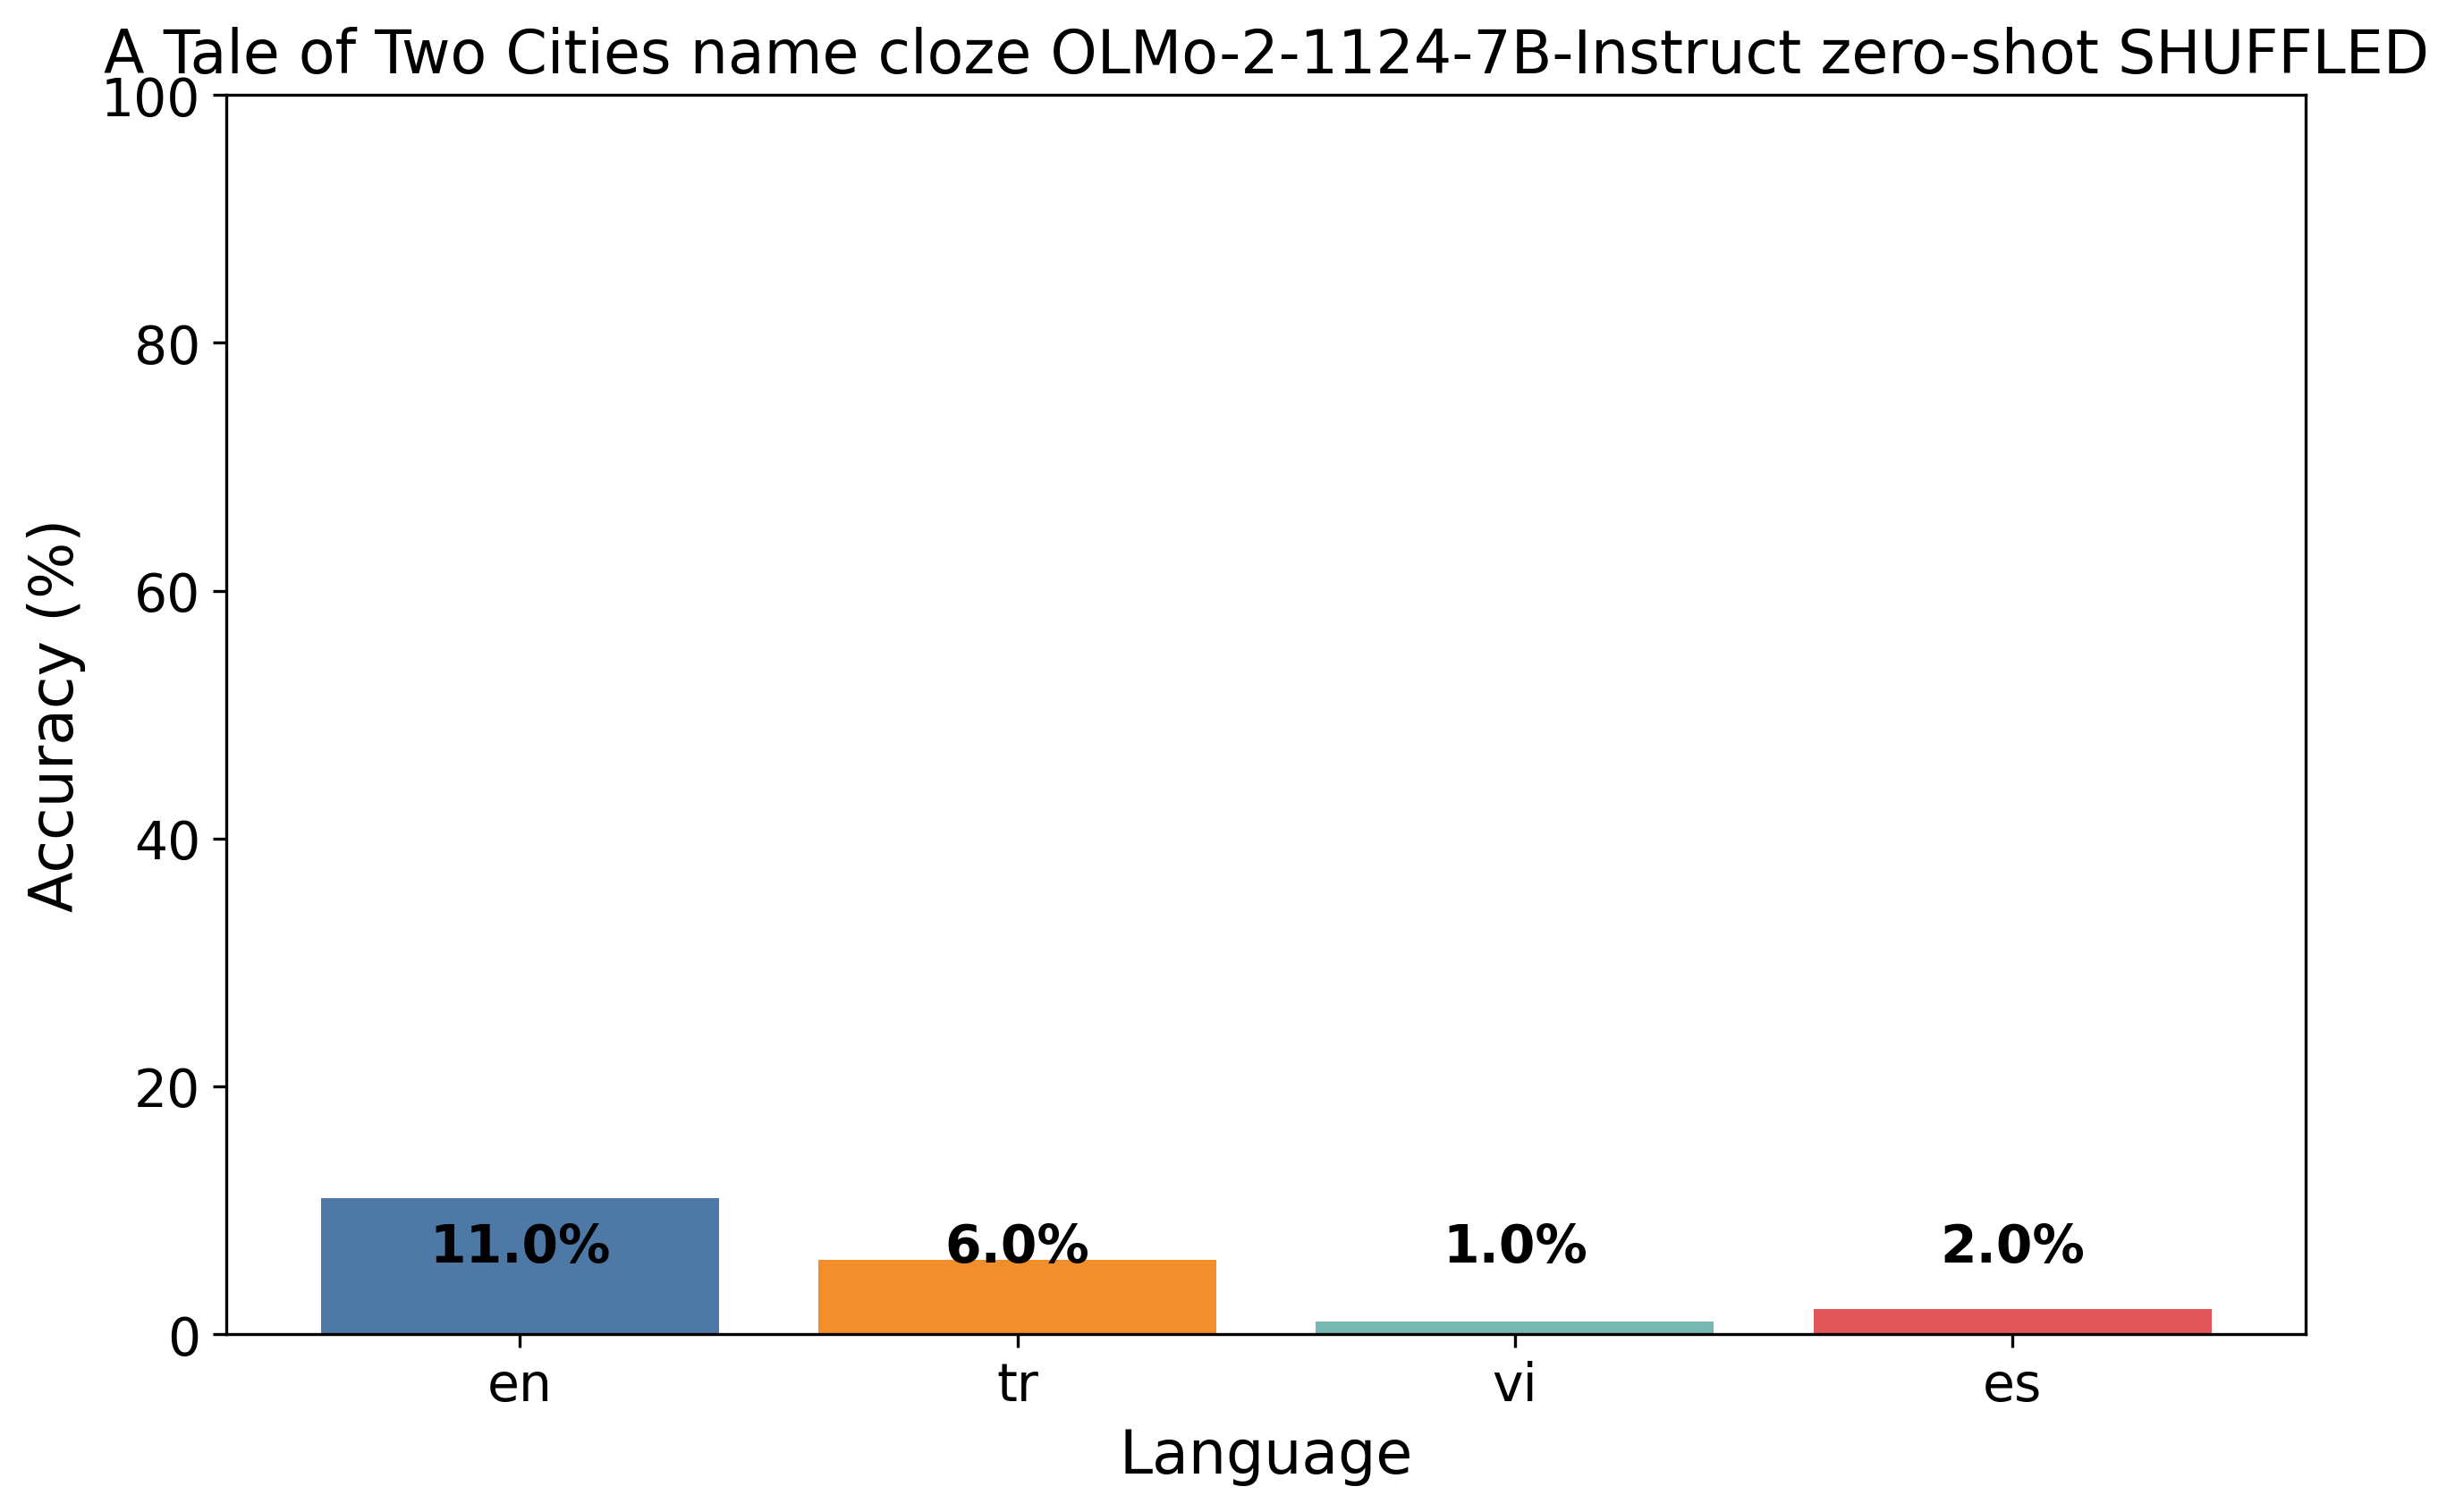 A Tale of Two Cities name cloze OLMo-2-1124-7B-Instruct zero-shot SHUFFLED
100
80
60
40
20
0
Accuracy (%)
11.0%
6.0%
1.0%
2.0%
en
tr
vi
es
Language